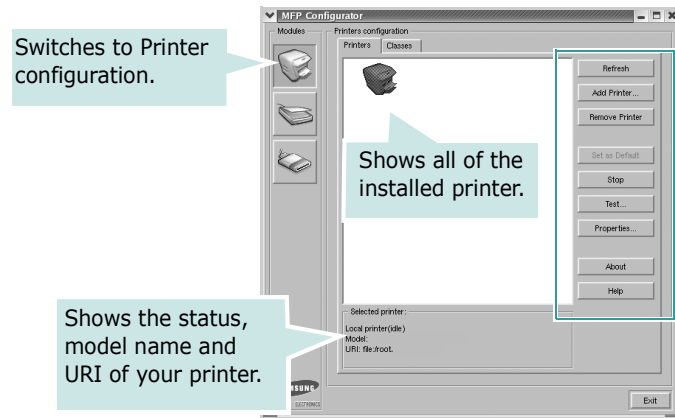 MFP Configurator
Modules
Printers configuration
Printers
Classes
Switches to Printer
configuration.
Shows all of the
installed printer.
Refresh
Add Printer...
Remove Printer
Set as Default
Stop
Test...
Properties...
About
Help
Selected printer:
Local printer(idle)
Model:
URI: file:/root.
Shows the status,
model name and
URI of your printer.
SUNG
ELECTRONICS
Exit